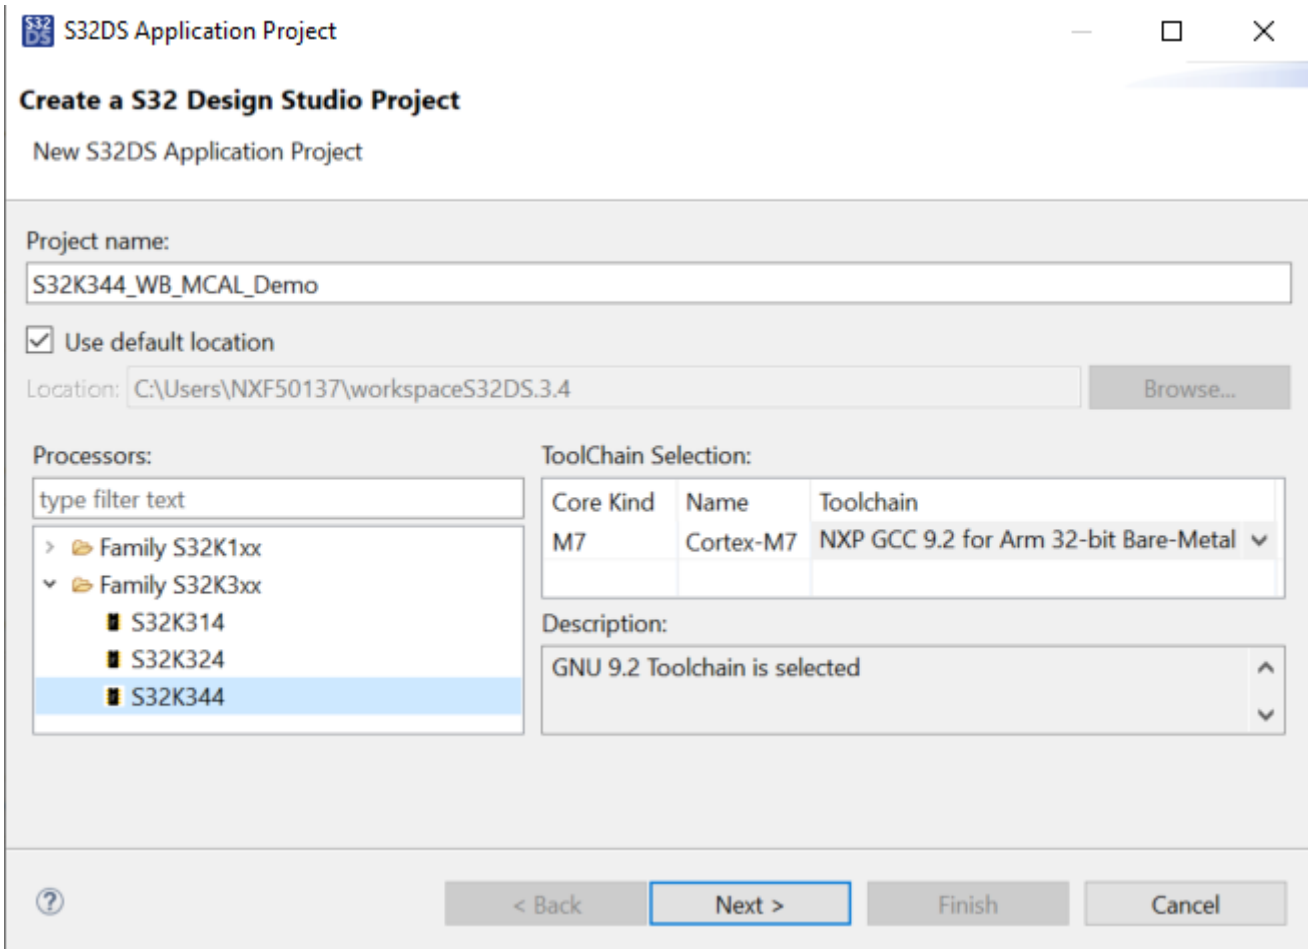 S32
DS
S32DS Application Project
Create a S32 Design Studio Project
New S32DS Application Project
Project name:
S32K344_WB_MCAL_Demo
Use default location
Location: C:\Users\NXF50137\workspaceS32DS.3.4 Browse...
Processors:
type filter text
Family S32K1xx
Family S32K3xx
S32K314
S32K324
S32K344
ToolChain Selection:
Core Kind Name Toolchain
M7 Cortex-M7 NXP GCC 9.2 for Arm 32-bit Bare-Metal
Description:
GNU 9.2 Toolchain is selected
? < Back Next > Finish Cancel